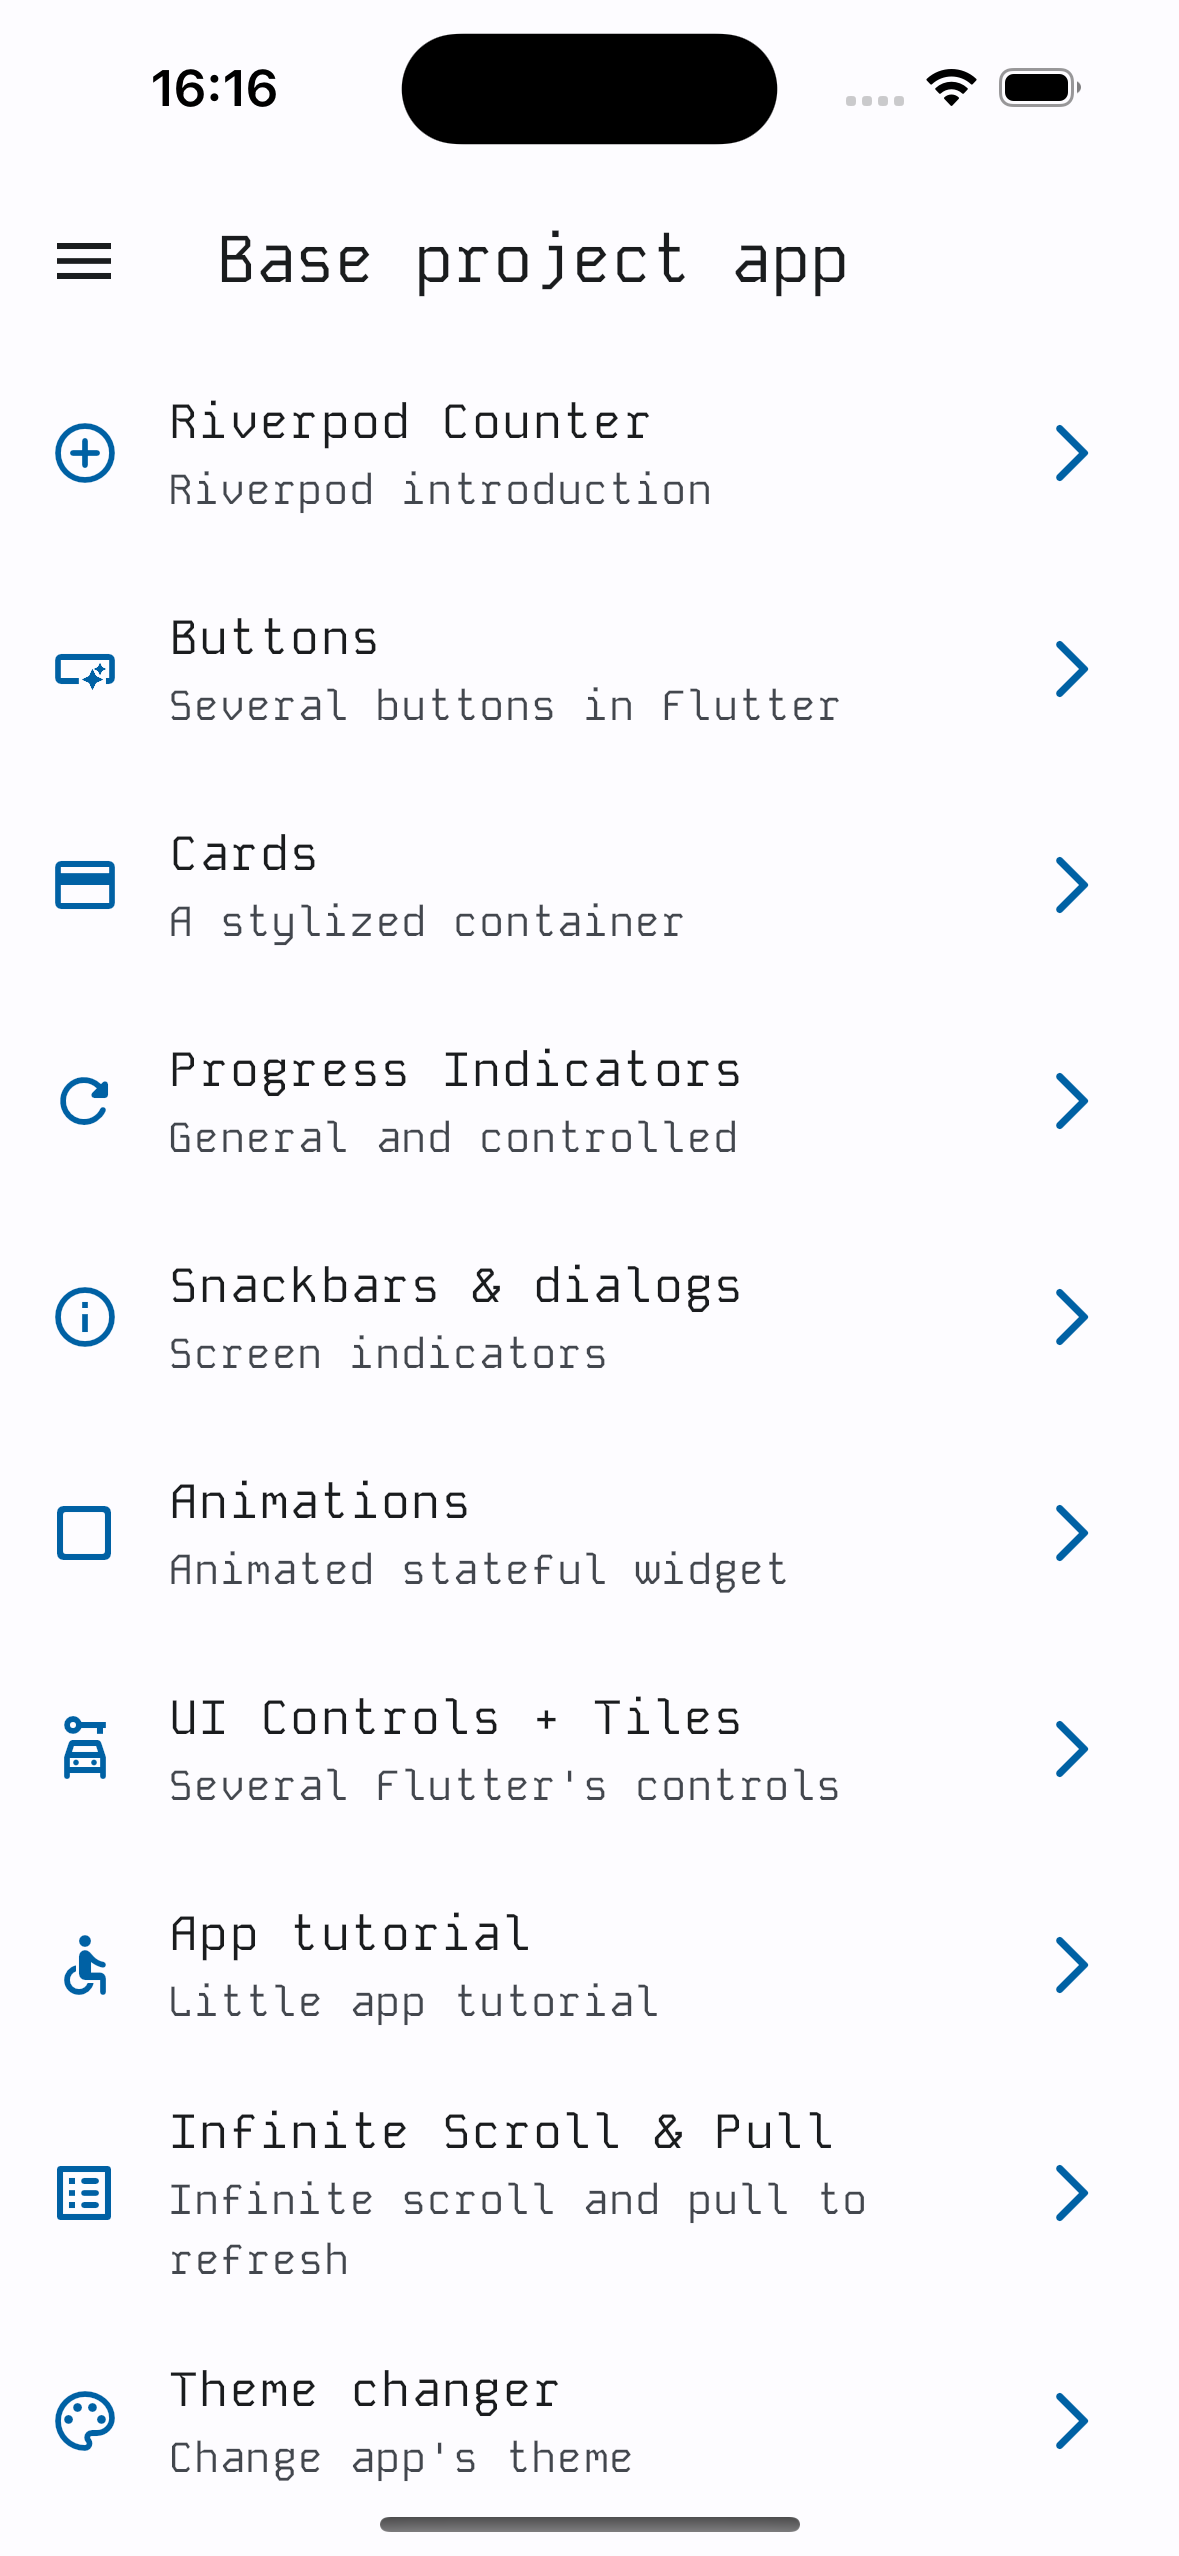 16:16
Base project app
Riverpod Counter
Riverpod introduction
Buttons
Several buttons in Flutter
Cards
A stylized container
Progress Indicators
General and controlled
Snackbars & dialogs
Screen indicators
Animations
Animated stateful widget
UI Controls + Tiles
Several Flutter's controls
App tutorial
Little app tutorial
Infinite Scroll & Pull
Infinite scroll and pull to
refresh
Theme changer
Change app's theme